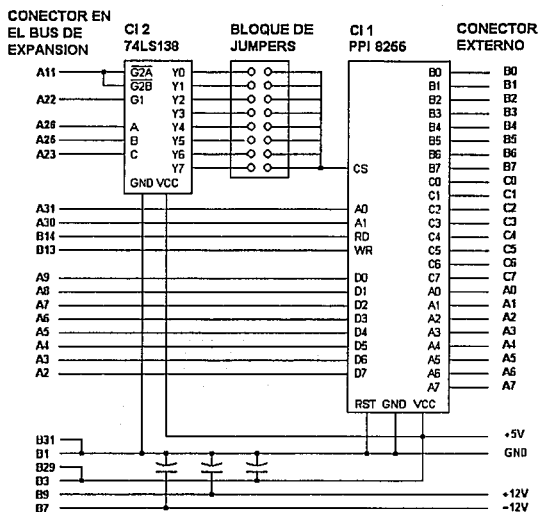 CONECTOR EN
EL BUS DE
EXPANSION
CI 2
74LS138
BLOQUE DE
JUMPERS
CI 1
PPI 8255
CONECTOR
EXTERNO
A11
A22
A26
A25
A23
G2A
G2B
G1
A
B
C
GND VCC
Y0
Y1
Y2
Y3
Y4
Y5
Y6
Y7
CS
A31
A30
B14
B13
A0
A1
RD
WR
A9
A8
A7
A6
A5
A4
A3
A2
D0
D1
D2
D3
D4
D5
D6
D7
B0
B1
B2
B3
B4
B5
B6
B7
C0
C1
C2
C3
C4
C5
C6
C7
A0
A1
A2
A3
A4
A5
A6
A7
RST GND VCC
B0
B1
B2
B3
B4
B5
B6
B7
C0
C1
C2
C3
C4
C5
C6
C7
A0
A1
A2
A3
A4
A5
A6
A7
B31
B1
B29
B3
B9
B7
+5V
GND
+12V
-12V